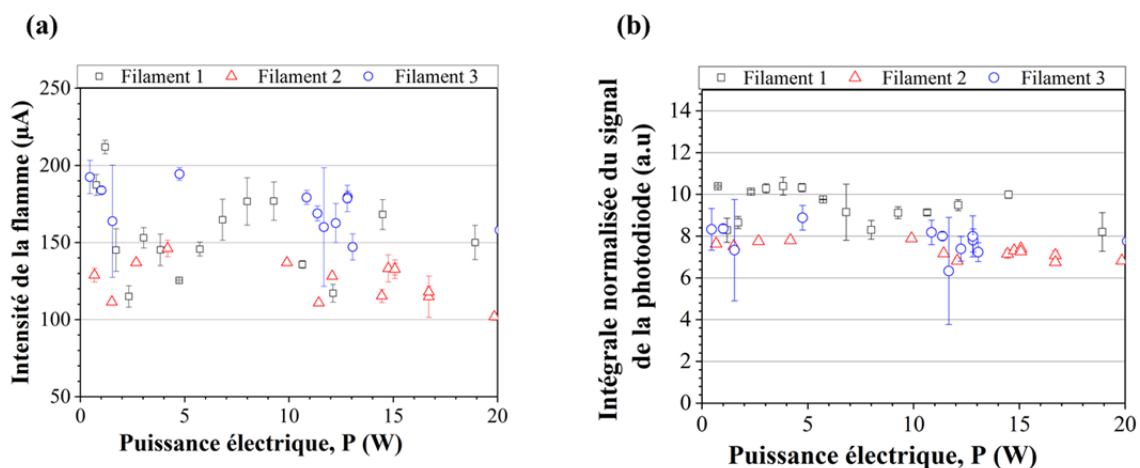 (a)
Filament 1 Filament 2 Filament 3
Intensité de la flamme (µA)
250
200
150
100
50
0 5 10 15 20
Puissance électrique, P (W)
(b)
Filament 1 Filament 2 Filament 3
Intégrale normalisée du signal
de la photodiode (a.u)
14
12
10
8
6
4
2
0
0 5 10 15 20
Puissance électrique, P (W)